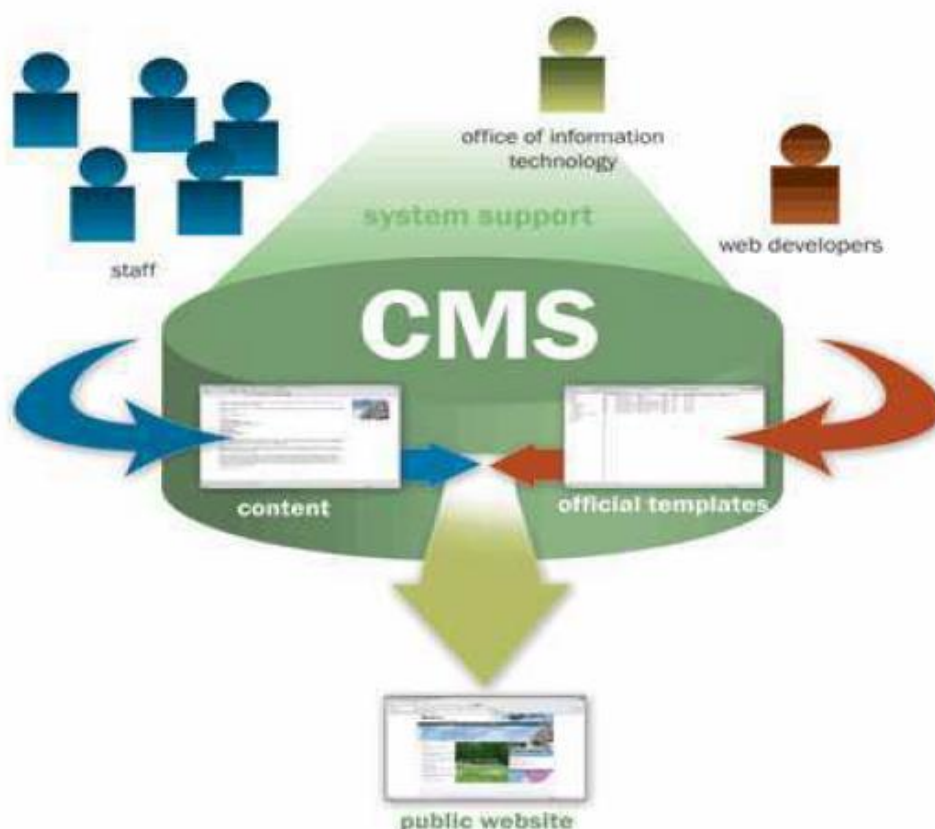 office of information
technology
system support
web developers
staff
CMS
content
official templates
public website